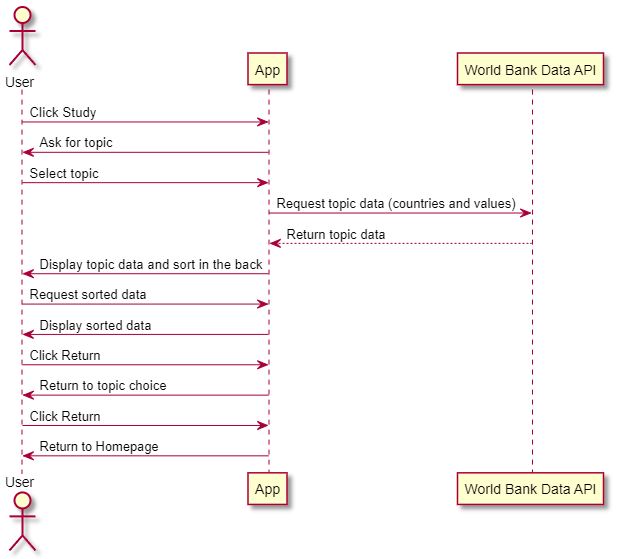 User
App
World Bank Data API
Click Study
Ask for topic
Select topic
Request topic data (countries and values)
Return topic data
Display topic data and sort in the back
Request sorted data
Display sorted data
Click Return
Return to topic choice
Click Return
Return to Homepage
User
App
World Bank Data API